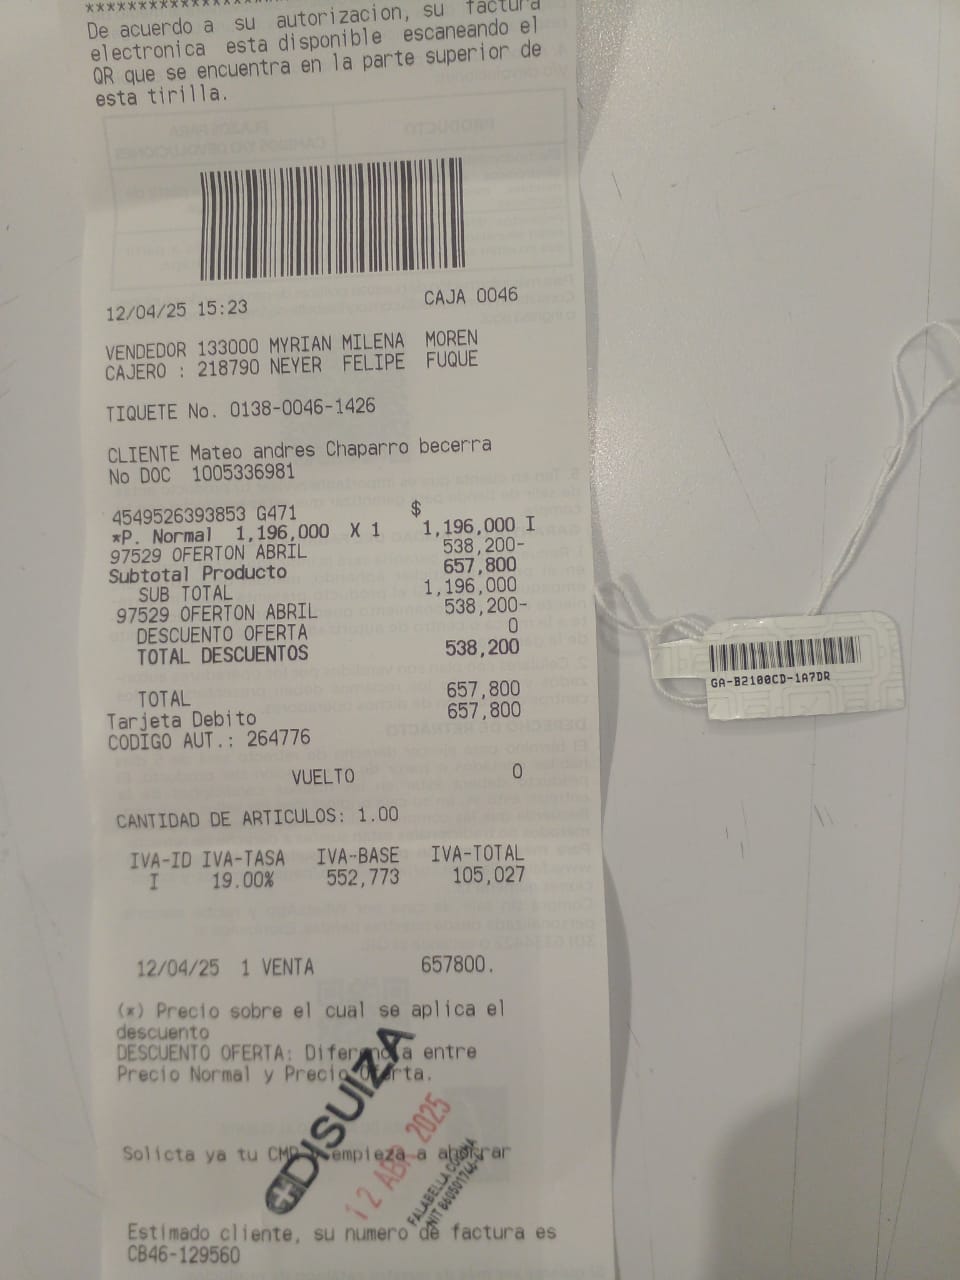 De acuerdo a su autorizacion, su factura
electronica esta disponible escaneando el
QR que se encuentra en la parte superior de
esta tirilla.
12/04/25 15:23 CAJA 0046
VENDEDOR 133000 MYRIAN MILENA MOREN
CAJERO : 218790 NEYER FELIPE FUQUE
TIQUETE No. 0138-0046-1426
CLIENTE Mateo andres Chaparro becerra
No DOC 1005336981
4549526393853 G471 $
*P. Normal 1,196,000 X 1 1,196,000 I
97529 OFERTON ABRIL 538,200-
Subtotal Producto 657,800
SUB TOTAL 1,196,000
97529 OFERTON ABRIL 538,200-
DESCUENTO OFERTA 0
TOTAL DESCUENTOS 538,200
TOTAL 657,800
Tarjeta Debito 657,800
CODIGO AUT.: 264776
VUELTO 0
CANTIDAD DE ARTICULOS: 1.00
IVA-ID IVA-TASA IVA-BASE IVA-TOTAL
I 19.00% 552,773 105,027
12/04/25 1 VENTA 657800.
(*) Precio sobre el cual se aplica el
descuento
DESCUENTO OFERTA: Diferencia entre
Precio Normal y Precio Oferta.
Solicta ya tu CMR empieza a ahorrar
DISUIZA
12 ABR 2025
FALABELLA
Estimado cliente, su numero de factura es
CB46-129560
GA-B2100CD-1A7DR